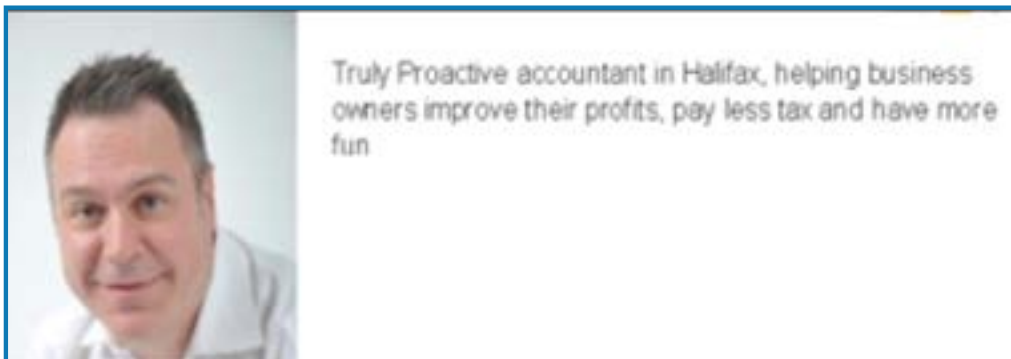 Truly Proactive accountant in Halifax, helping business
owners improve their profits, pay less tax and have more
fun